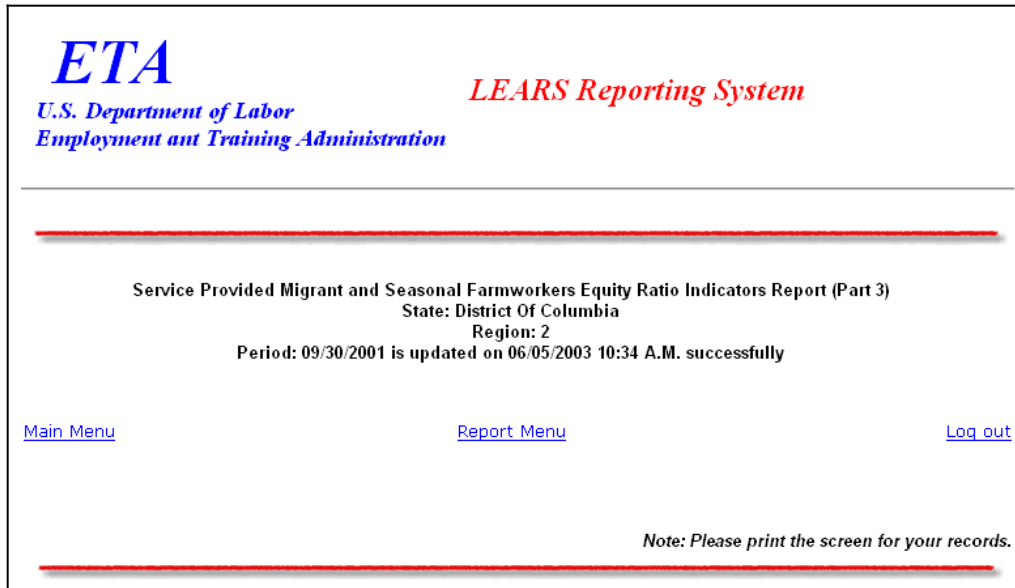 ETA
U.S. Department of Labor
Employment ant Training Administration
LEARS Reporting System
Service Provided Migrant and Seasonal Farmworkers Equity Ratio Indicators Report (Part 3)
State: District Of Columbia
Region: 2
Period: 09/30/2001 is updated on 06/05/2003 10:34 A.M. successfully
Main Menu
Report Menu
Log out
Note: Please print the screen for your records.